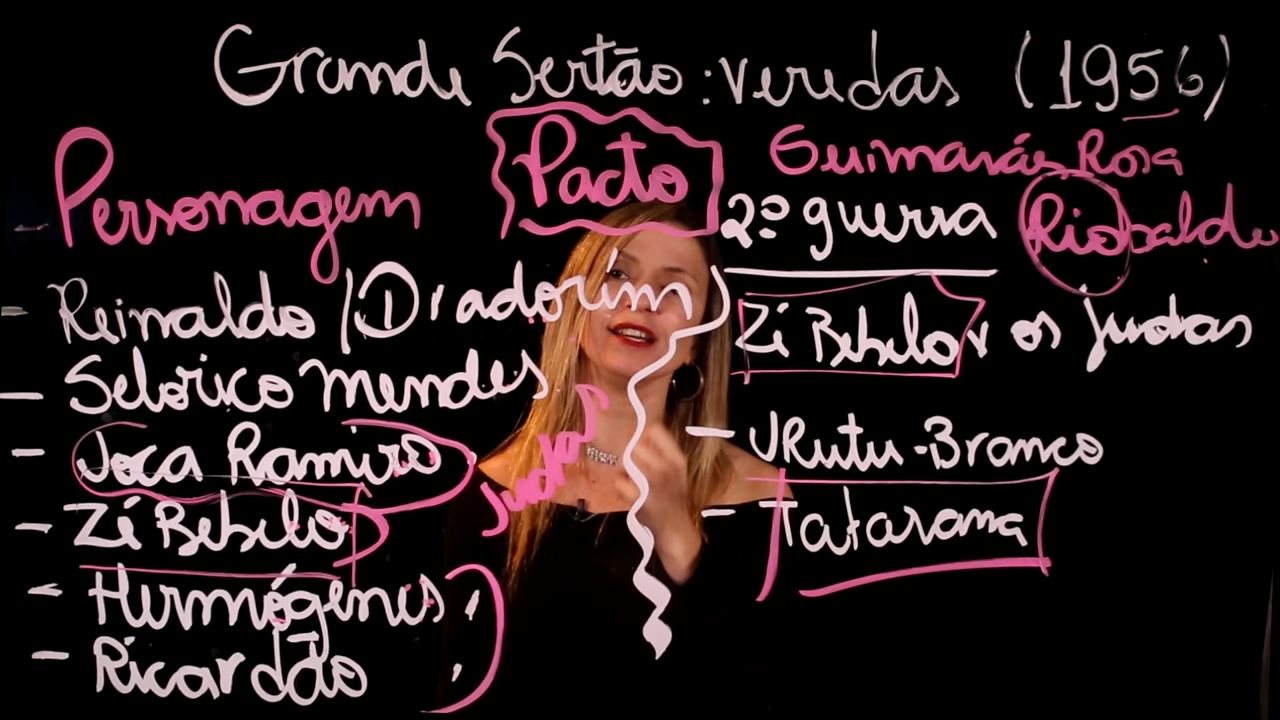 Grande Sertão: veredas (1956)
Pacto
Guimarães Rosa
- Personagem
2ª guerra
Riobaldo
- Reinaldo / Diadorim
Zé Bebelo v os judas
- Selorico Mendes
- Joca Ramiro
judas
- Urutu-Branco
- Zé Bebelo
- Tatarana
- Hermógenes
- Ricardão